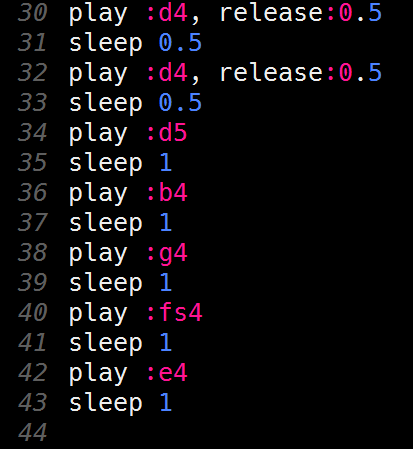 30 play :d4, release:0.5
31 sleep 0.5
32 play :d4, release:0.5
33 sleep 0.5
34 play :d5
35 sleep 1
36 play :b4
37 sleep 1
38 play :g4
39 sleep 1
40 play :fs4
41 sleep 1
42 play :e4
43 sleep 1
44